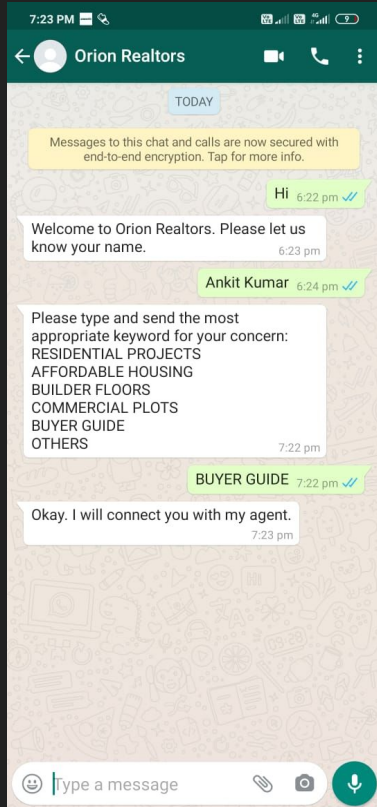 7:23 PM
4G
9
Orion Realtors
TODAY
Messages to this chat and calls are now secured with
end-to-end encryption. Tap for more info.
Hi 6:22 pm
Welcome to Orion Realtors. Please let us
know your name.
6:23 pm
Ankit Kumar 6:24 pm
Please type and send the most
appropriate keyword for your concern:
RESIDENTIAL PROJECTS
AFFORDABLE HOUSING
BUILDER FLOORS
COMMERCIAL PLOTS
BUYER GUIDE
OTHERS
7:22 pm
BUYER GUIDE 7:22 pm
Okay. I will connect you with my agent.
7:23 pm
Type a message